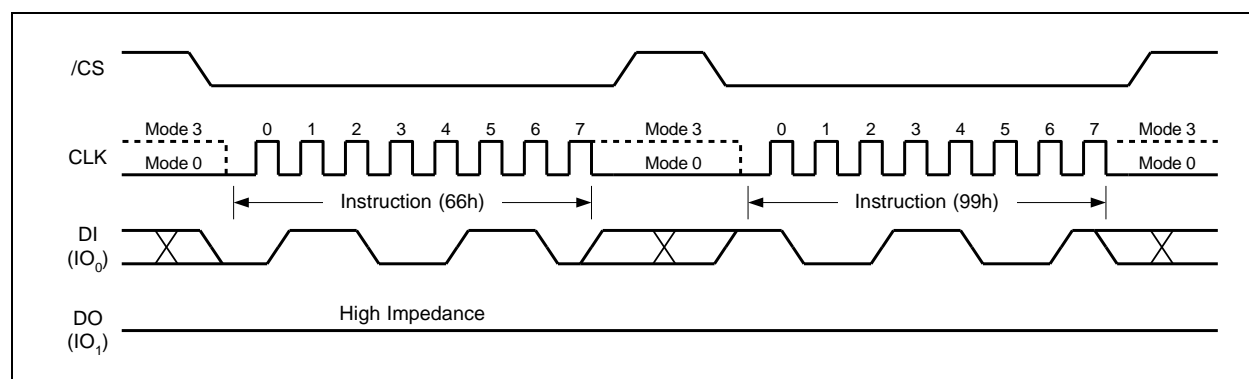 /CS
Mode 3 0 1 2 3 4 5 6 7 Mode 3 0 1 2 3 4 5 6 7 Mode 3
CLK
Mode 0 Mode 0 Mode 0
Instruction (66h) Instruction (99h)
DI
(IO₀)
High Impedance
DO
(IO₁)